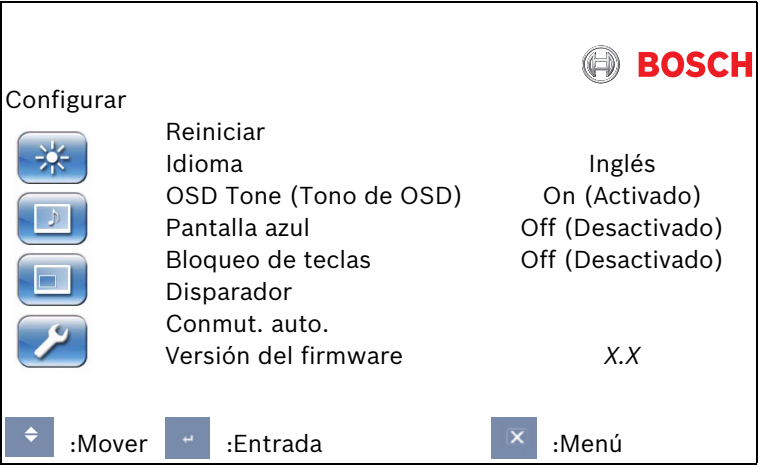 BOSCH
Configurar
Reiniciar
Idioma Inglés
OSD Tone (Tono de OSD) On (Activado)
Pantalla azul Off (Desactivado)
Bloqueo de teclas Off (Desactivado)
Disparador
Conmut. auto.
Versión del firmware X.X
:Mover :Entrada :Menú